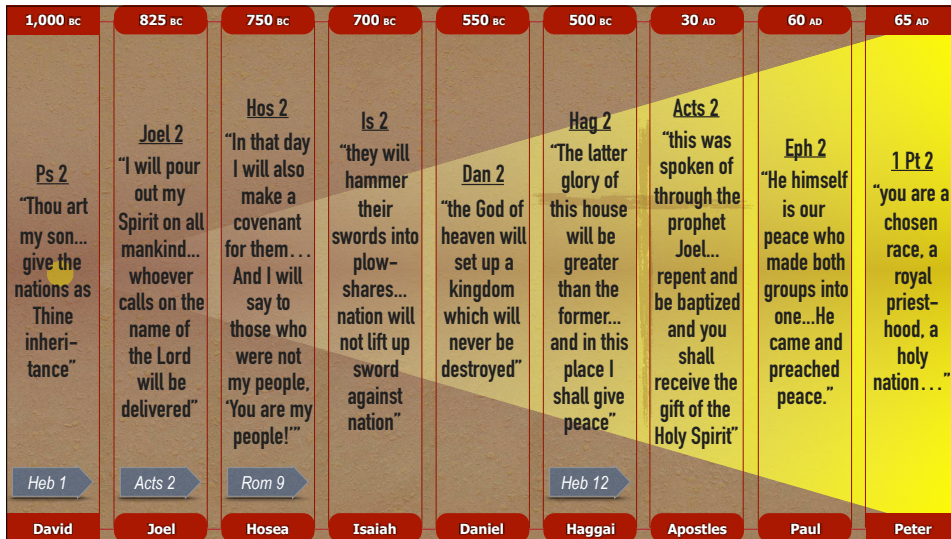 1,000 BC
825 BC
750 BC
700 BC
550 BC
500 BC
30 AD
60 AD
65 AD
Ps 2
“Thou art
my son...
give the
nations as
Thine
inheri-
tance”
Heb 1
David
Joel 2
“I will pour
out my
Spirit on all
mankind...
whoever
calls on the
name of
the Lord
will be
delivered”
Acts 2
Joel
Hos 2
“In that day
I will also
make a
covenant
for them...
And I will
say to
those who
were not
my people,
‘You are my
people!’”
Rom 9
Hosea
Is 2
“they will
hammer
their
swords into
plow-
shares...
nation will
not lift up
sword
against
nation”
Isaiah
Dan 2
“the God of
heaven will
set up a
kingdom
which will
never be
destroyed”
Daniel
Hag 2
“The latter
glory of
this house
will be
greater
than the
former...
and in this
place I
shall give
peace”
Heb 12
Haggai
Acts 2
“this was
spoken of
through the
prophet
Joel...
repent and
be baptized
and you
shall
receive the
gift of the
Holy Spirit”
Apostles
Eph 2
“He himself
is our
peace who
made both
groups into
one...He
came and
preached
peace.”
Paul
1 Pt 2
“you are a
chosen
race, a
royal
priest-
hood, a
holy
nation...”
Peter